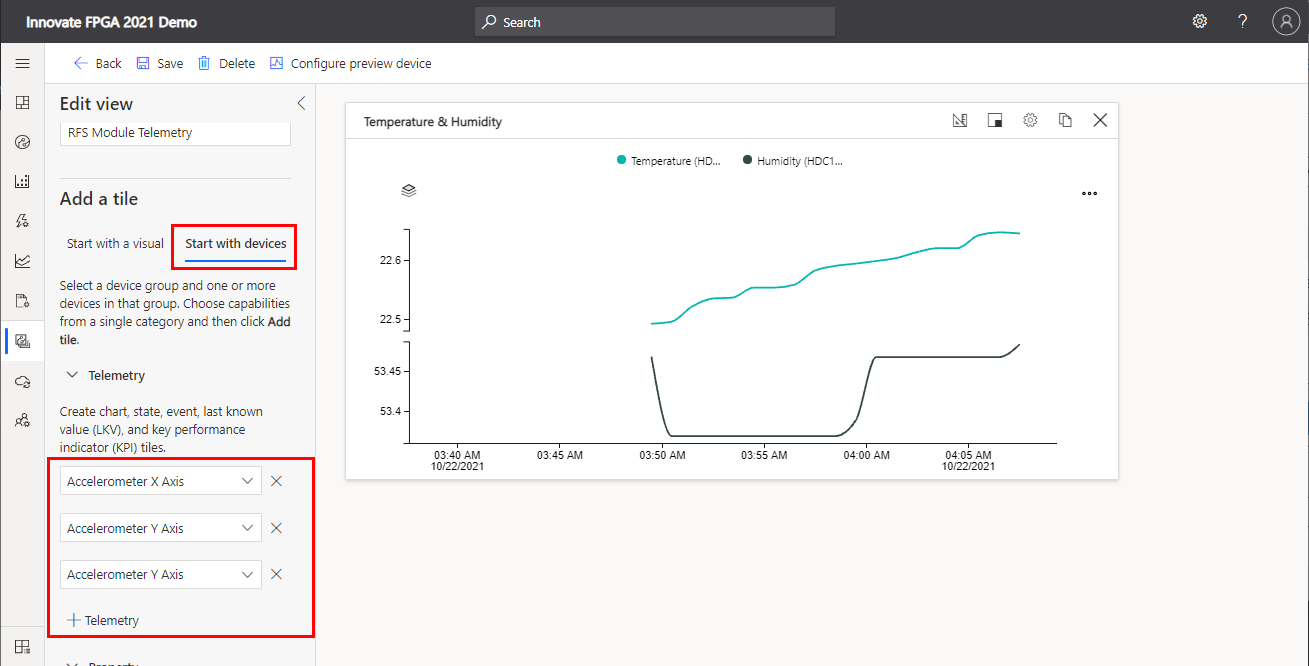 Innovate FPGA 2021 Demo
Search
?
Back
Save
Delete
Configure preview device
Edit view
RFS Module Telemetry
Add a tile
Start with a visual
Start with devices
Select a device group and one or more
devices in that group. Choose capabilities
from a single category and then click Add
tile.
Telemetry
Create chart, state, event, last known
value (LKV), and key performance
indicator (KPI) tiles.
Accelerometer X Axis
Accelerometer Y Axis
Accelerometer Y Axis
Telemetry
Property
Temperature & Humidity
Temperature (HD...
Humidity (HDC1...
22.6
22.5
53.45
53.4
03:40 AM
10/22/2021
03:45 AM
03:50 AM
03:55 AM
04:00 AM
04:05 AM
10/22/2021